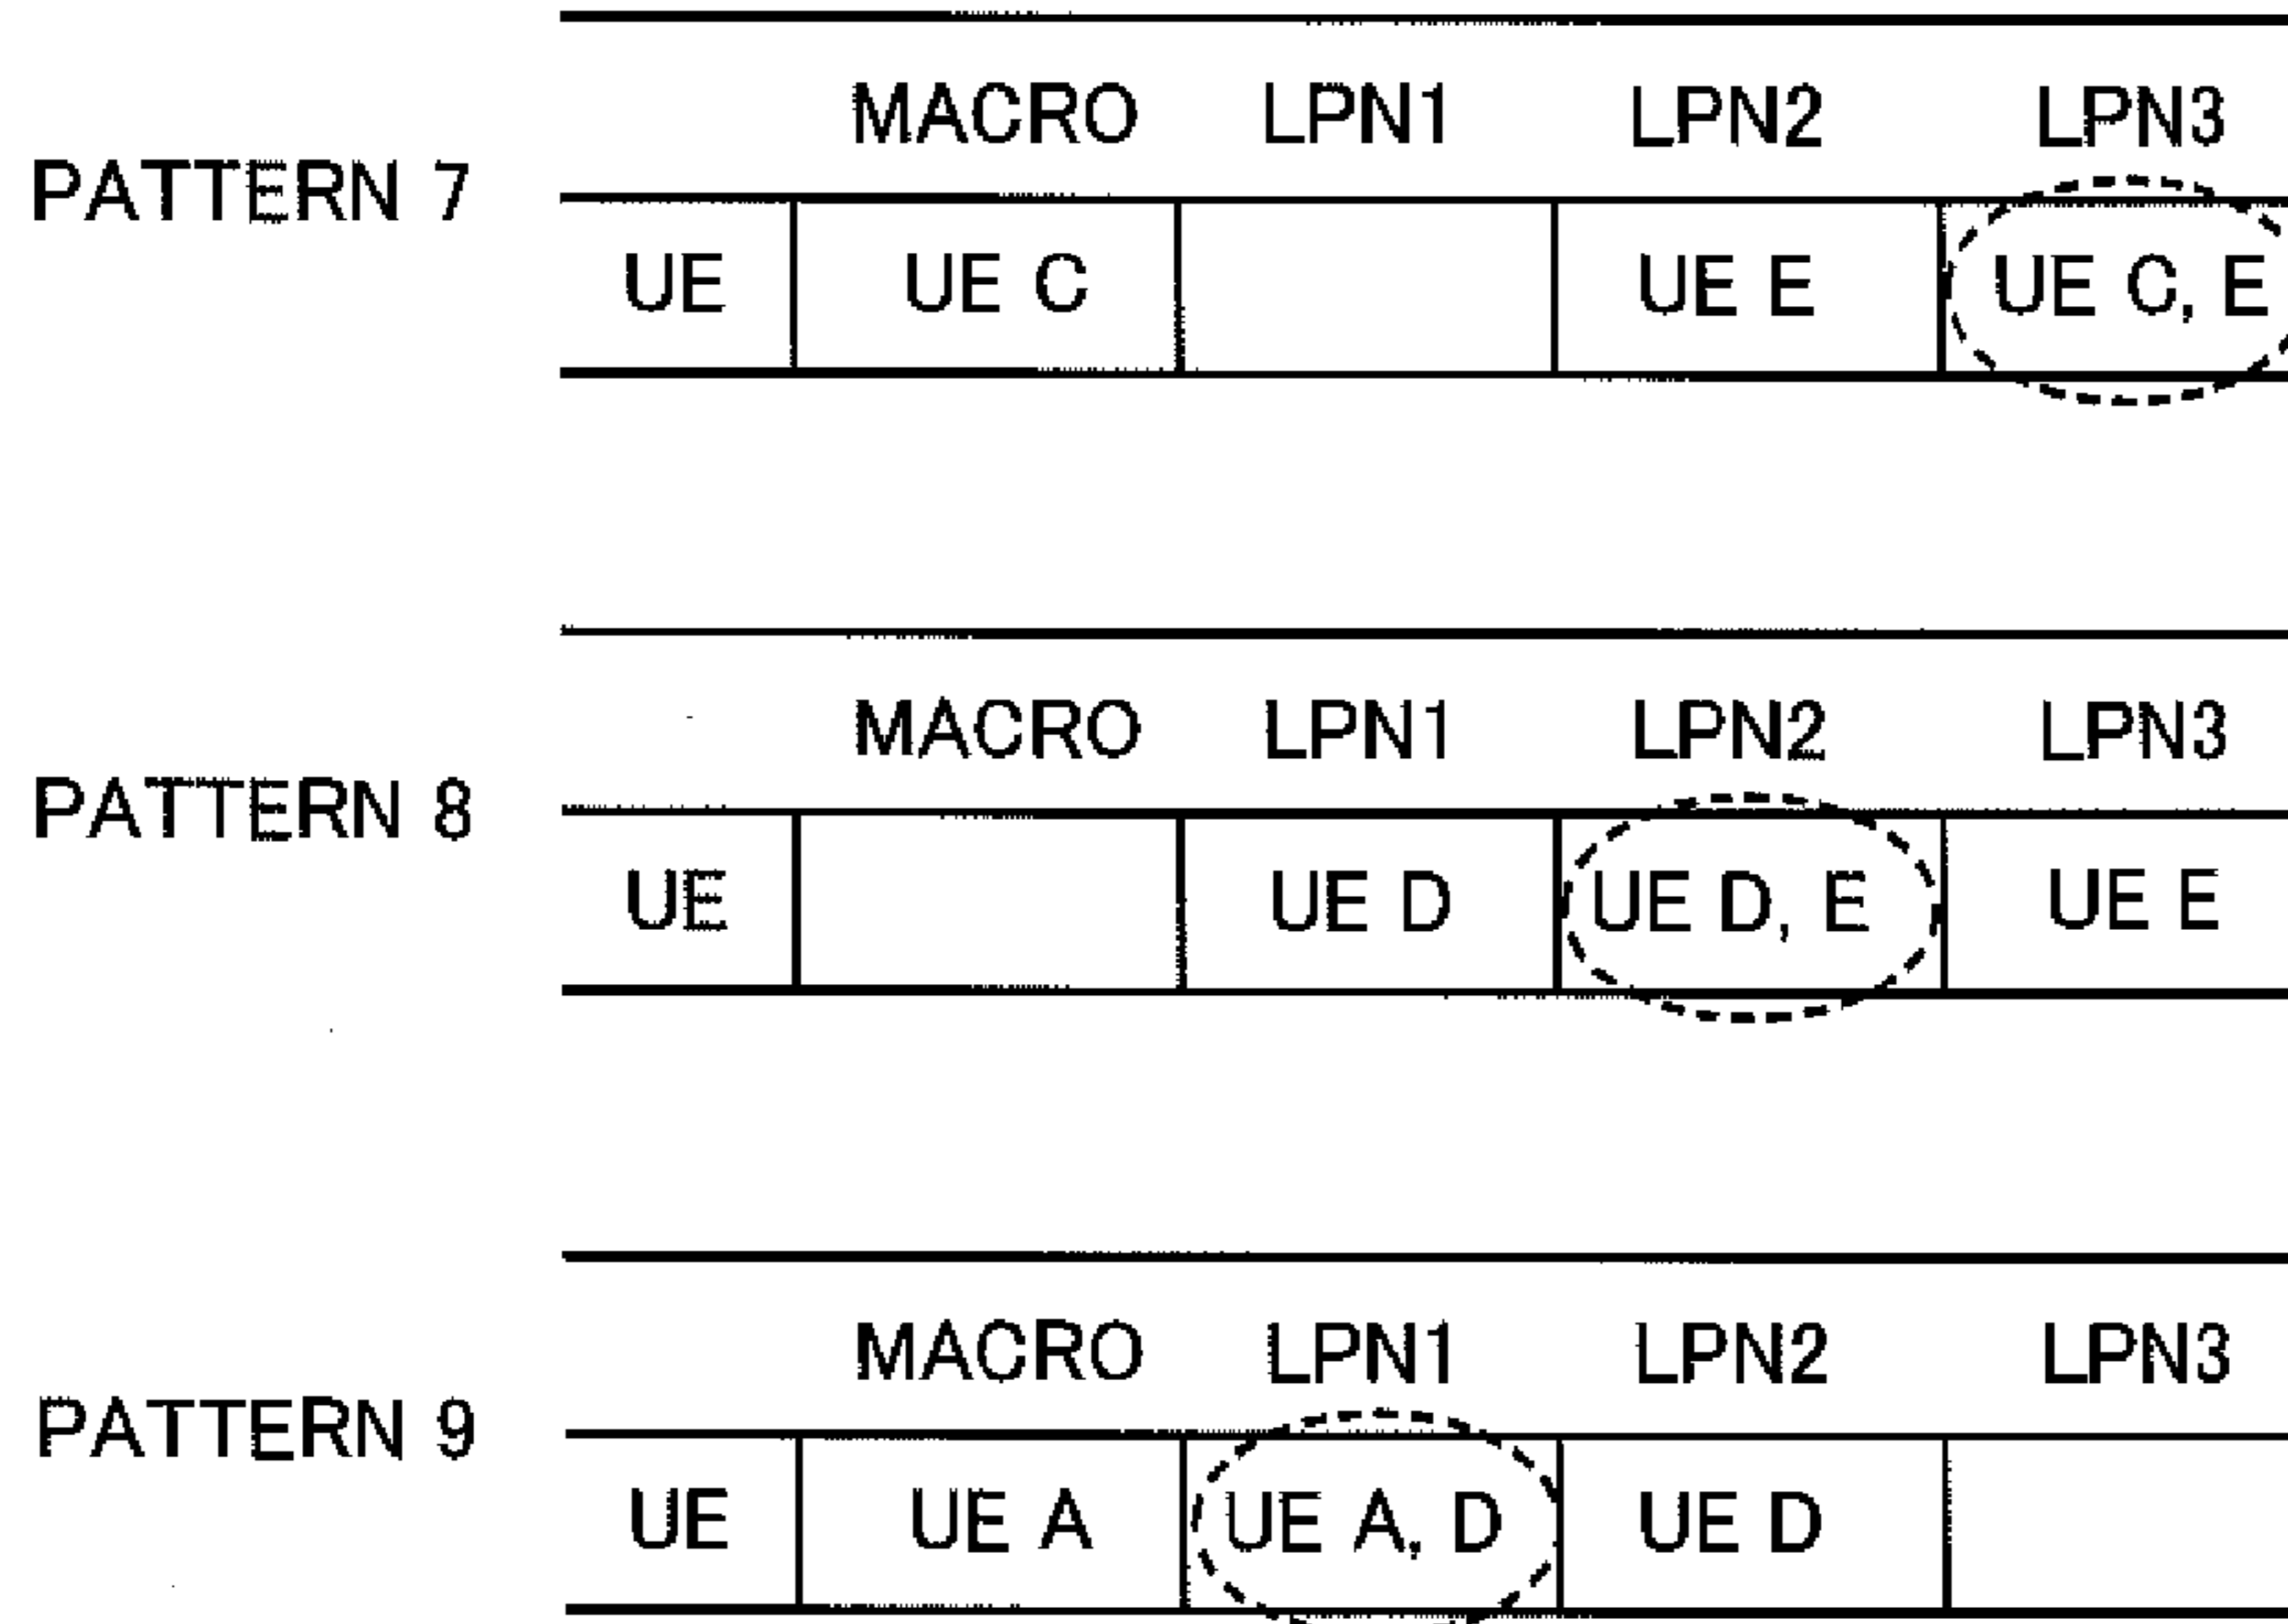 MACRO LPN1 LPN2 LPN3
PATTERN 7
UE UE C UE E UE C, E
MACRO LPN1 LPN2 LPN3
PATTERN 8
UE UE D UE D, E UE E
MACRO LPN1 LPN2 LPN3
PATTERN 9
UE UE A UE A, D UE D